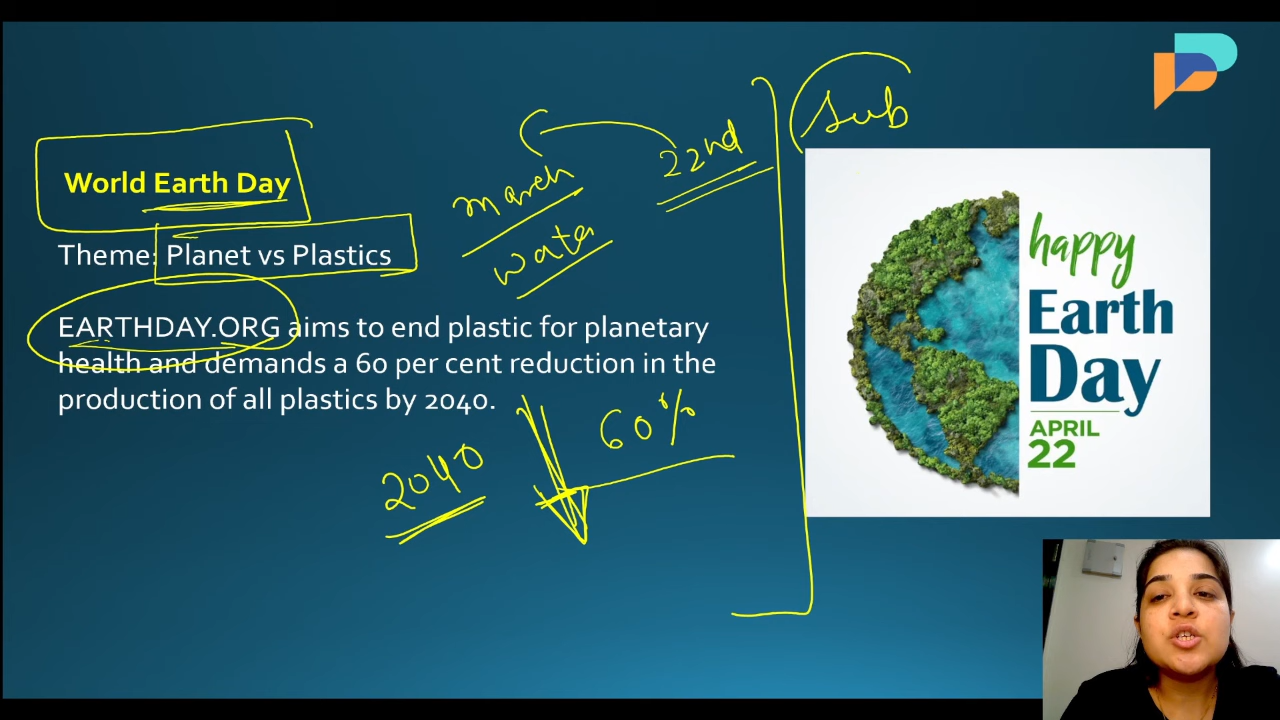 World Earth Day
Theme: Planet vs Plastics
EARTHDAY.ORG aims to end plastic for planetary
health and demands a 60 per cent reduction in the
production of all plastics by 2040.
march
22nd
water
Sub
2040
60%
happy
Earth
Day
APRIL
22